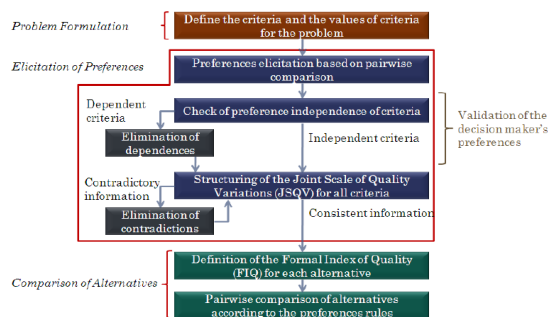 Problem Formulation
Define the criteria and the values of criteria
for the problem
Elicitation of Preferences
Preferences elicitation based on pairwise
comparison
Dependent
criteria
Check of preference independence of criteria
Validation of the
decision maker's
preferences
Elimination of
dependences
Independent criteria
Contradictory
information
Structuring of the Joint Scale of Quality
Variations (JSQV) for all criteria
Elimination of
contradictions
Consistent information
Definition of the Formal Index of Quality
(FIQ) for each alternative
Comparison of Alternatives
Pairwise comparison of alternatives
according to the preferences rules